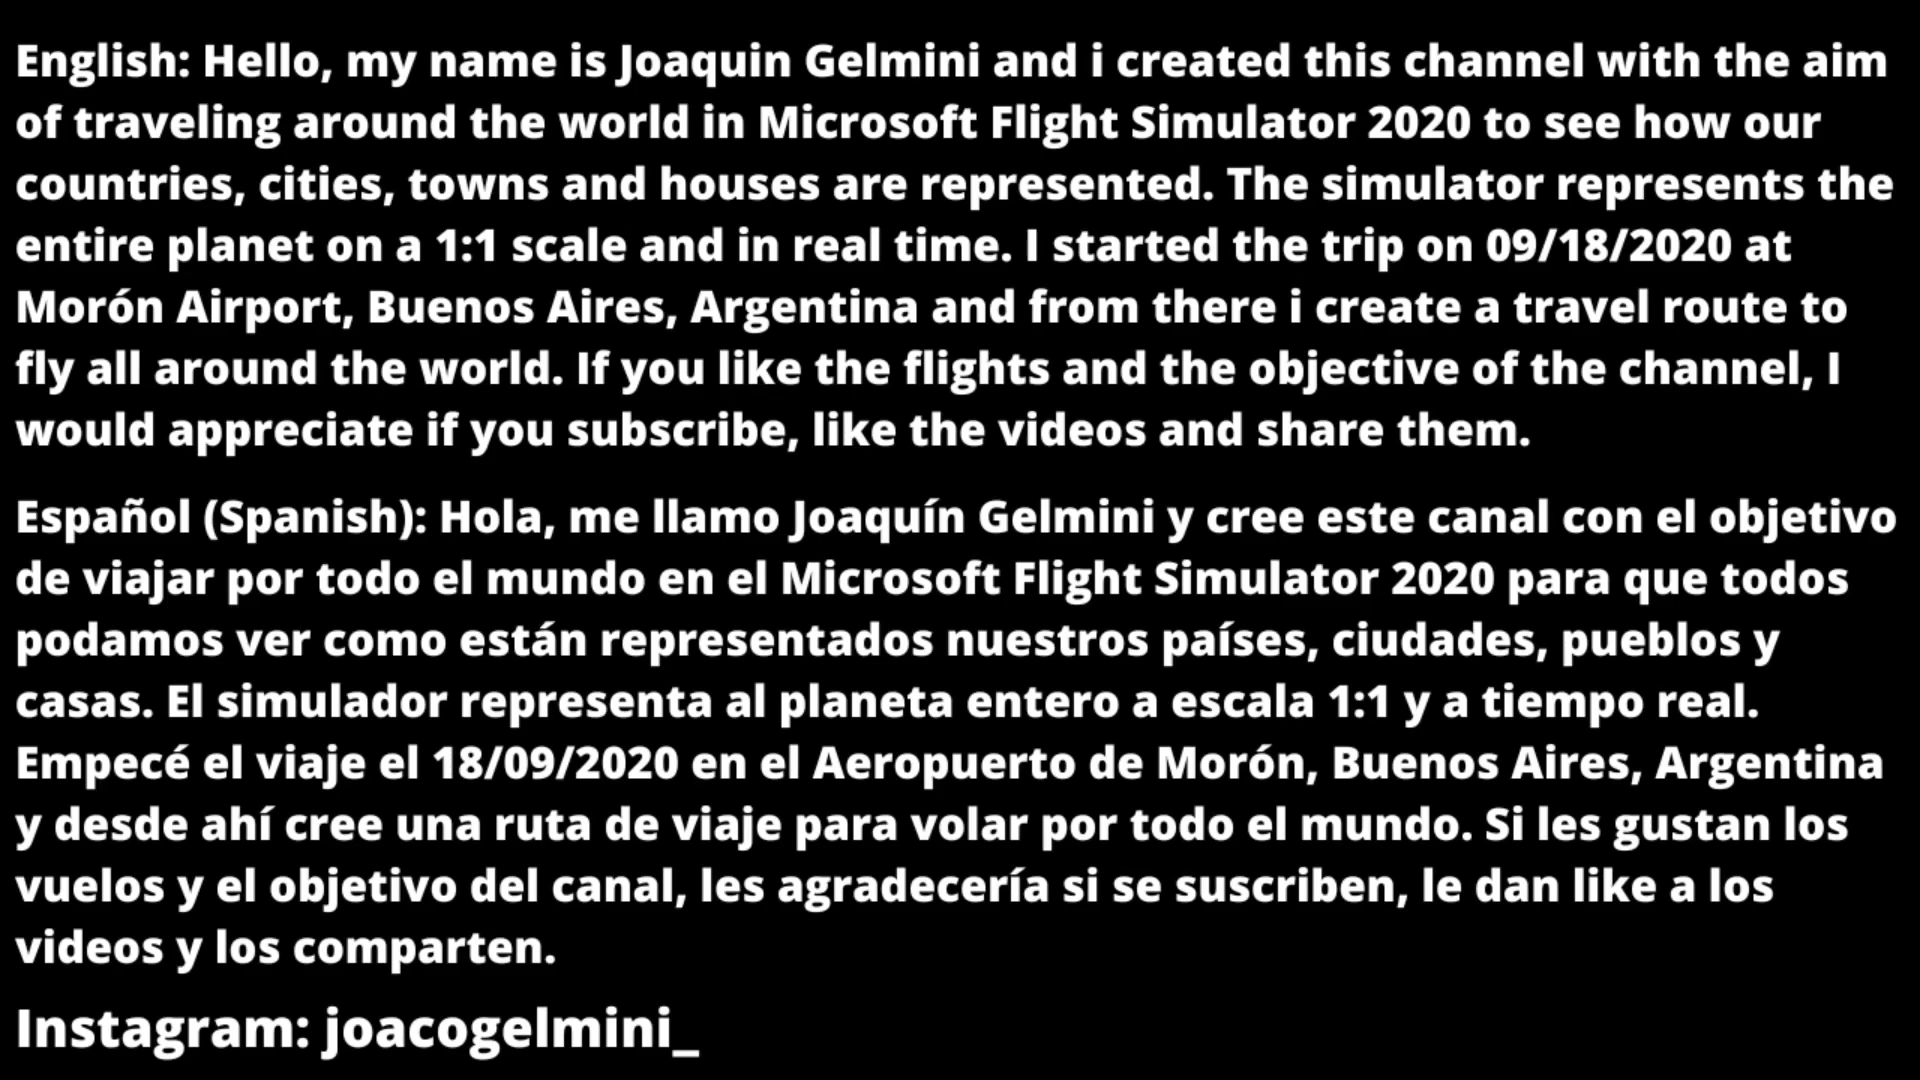 English: Hello, my name is Joaquin Gelmini and i created this channel with the aim
of traveling around the world in Microsoft Flight Simulator 2020 to see how our
countries, cities, towns and houses are represented. The simulator represents the
entire planet on a 1:1 scale and in real time. I started the trip on 09/18/2020 at
Morón Airport, Buenos Aires, Argentina and from there i create a travel route to
fly all around the world. If you like the flights and the objective of the channel, I
would appreciate if you subscribe, like the videos and share them.
Español (Spanish): Hola, me llamo Joaquín Gelmini y cree este canal con el objetivo
de viajar por todo el mundo en el Microsoft Flight Simulator 2020 para que todos
podamos ver como están representados nuestros países, ciudades, pueblos y
casas. El simulador representa al planeta entero a escala 1:1 y a tiempo real.
Empecé el viaje el 18/09/2020 en el Aeropuerto de Morón, Buenos Aires, Argentina
y desde ahí cree una ruta de viaje para volar por todo el mundo. Si les gustan los
vuelos y el objetivo del canal, les agradecería si se suscriben, le dan like a los
videos y los comparten.
Instagram: joacogelmini_